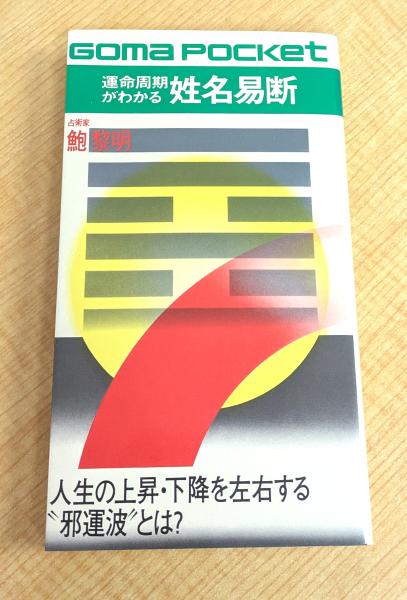 GOMA POCKET
運命周期
がわかる 姓名易断
占術家
鮑黎明
人生の上昇・下降を左右する
〝邪運波〟とは?